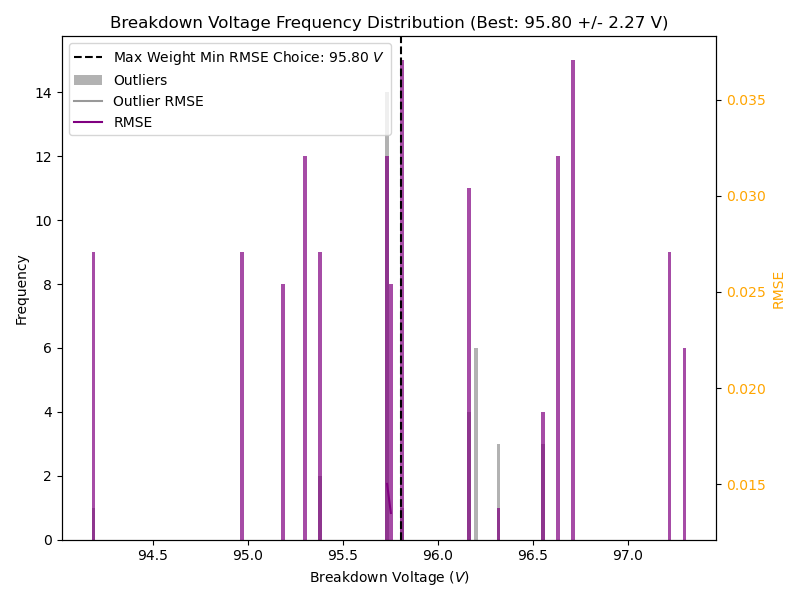 Breakdown Voltage Frequency Distribution (Best: 95.80 +/- 2.27 V)
Max Weight Min RMSE Choice: 95.80 V
Outliers
Outlier RMSE
RMSE
14
12
10
8
6
4
2
0
Frequency
0.035
0.030
0.025
0.020
0.015
RMSE
94.5 95.0 95.5 96.0 96.5 97.0
Breakdown Voltage (V)